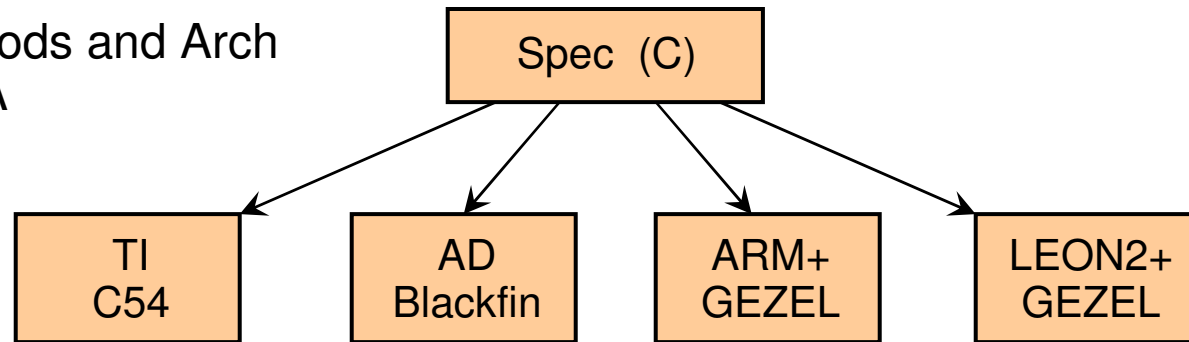 ods and Arch
Spec (C)
TI
C54
AD
Blackfin
ARM+
GEZEL
LEON2+
GEZEL